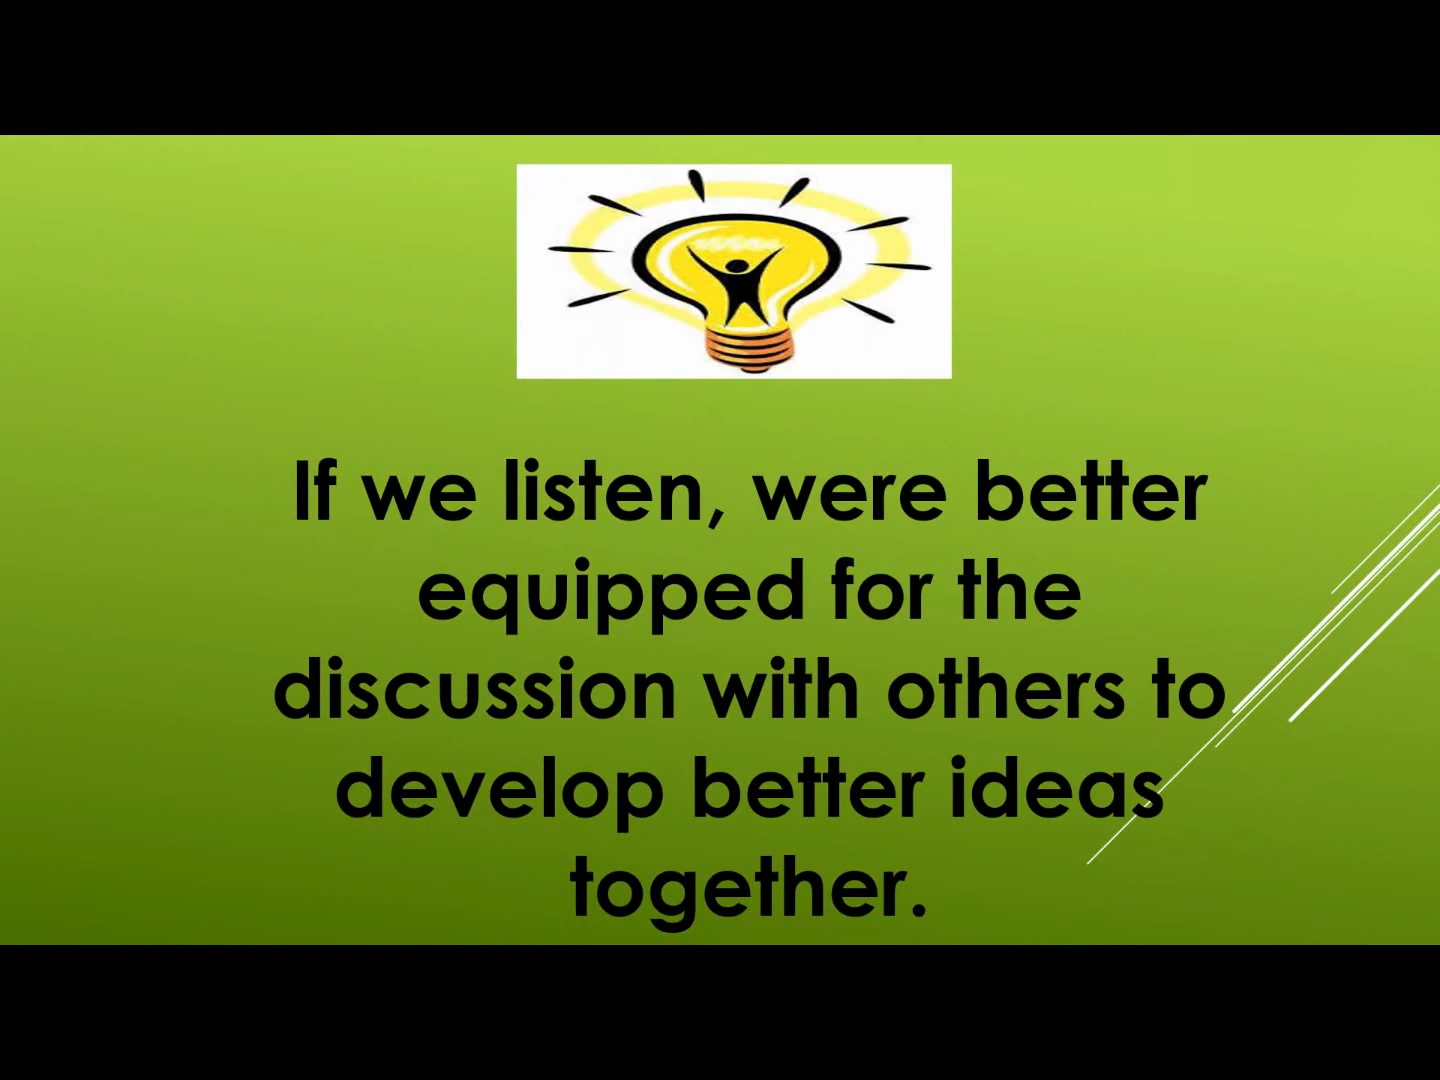 If we listen, were better
equipped for the
discussion with others to
develop better ideas
together.